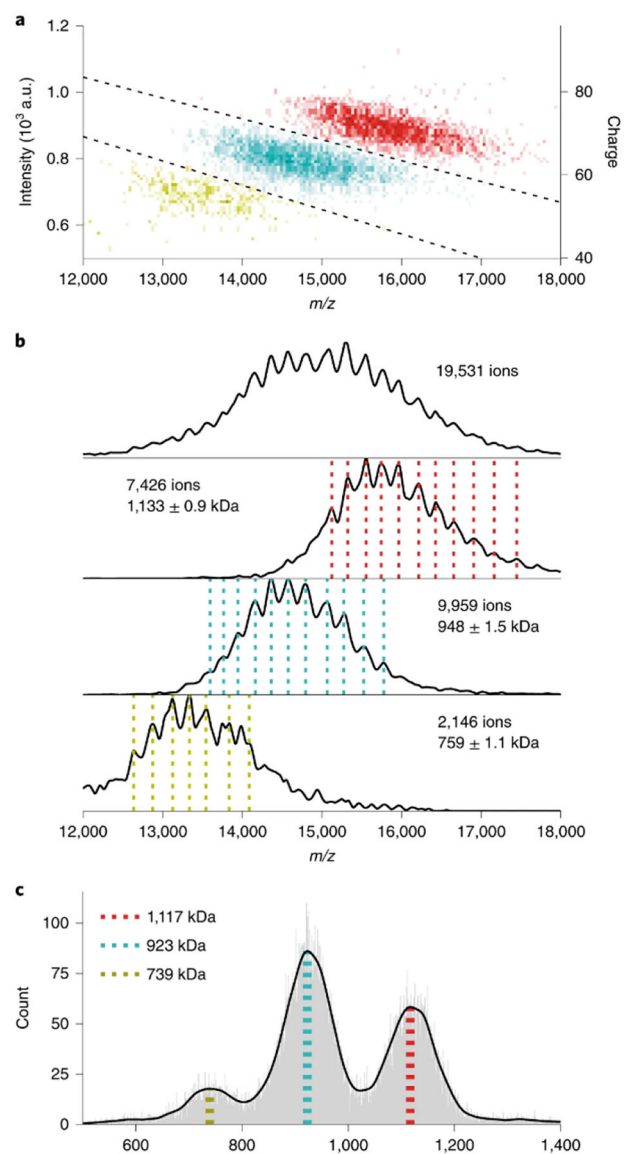 a
1.2
1.0
0.8
0.6
Intensity (10³ a.u.)
80
60
40
Charge
12,000 13,000 14,000 15,000 16,000 17,000 18,000
m/z
b
19,531 ions
7,426 ions
1,133 ± 0.9 kDa
9,959 ions
948 ± 1.5 kDa
2,146 ions
759 ± 1.1 kDa
12,000 13,000 14,000 15,000 16,000 17,000 18,000
m/z
c
1,117 kDa
923 kDa
739 kDa
100
75
50
25
0
Count
600 800 1,000 1,200 1,400